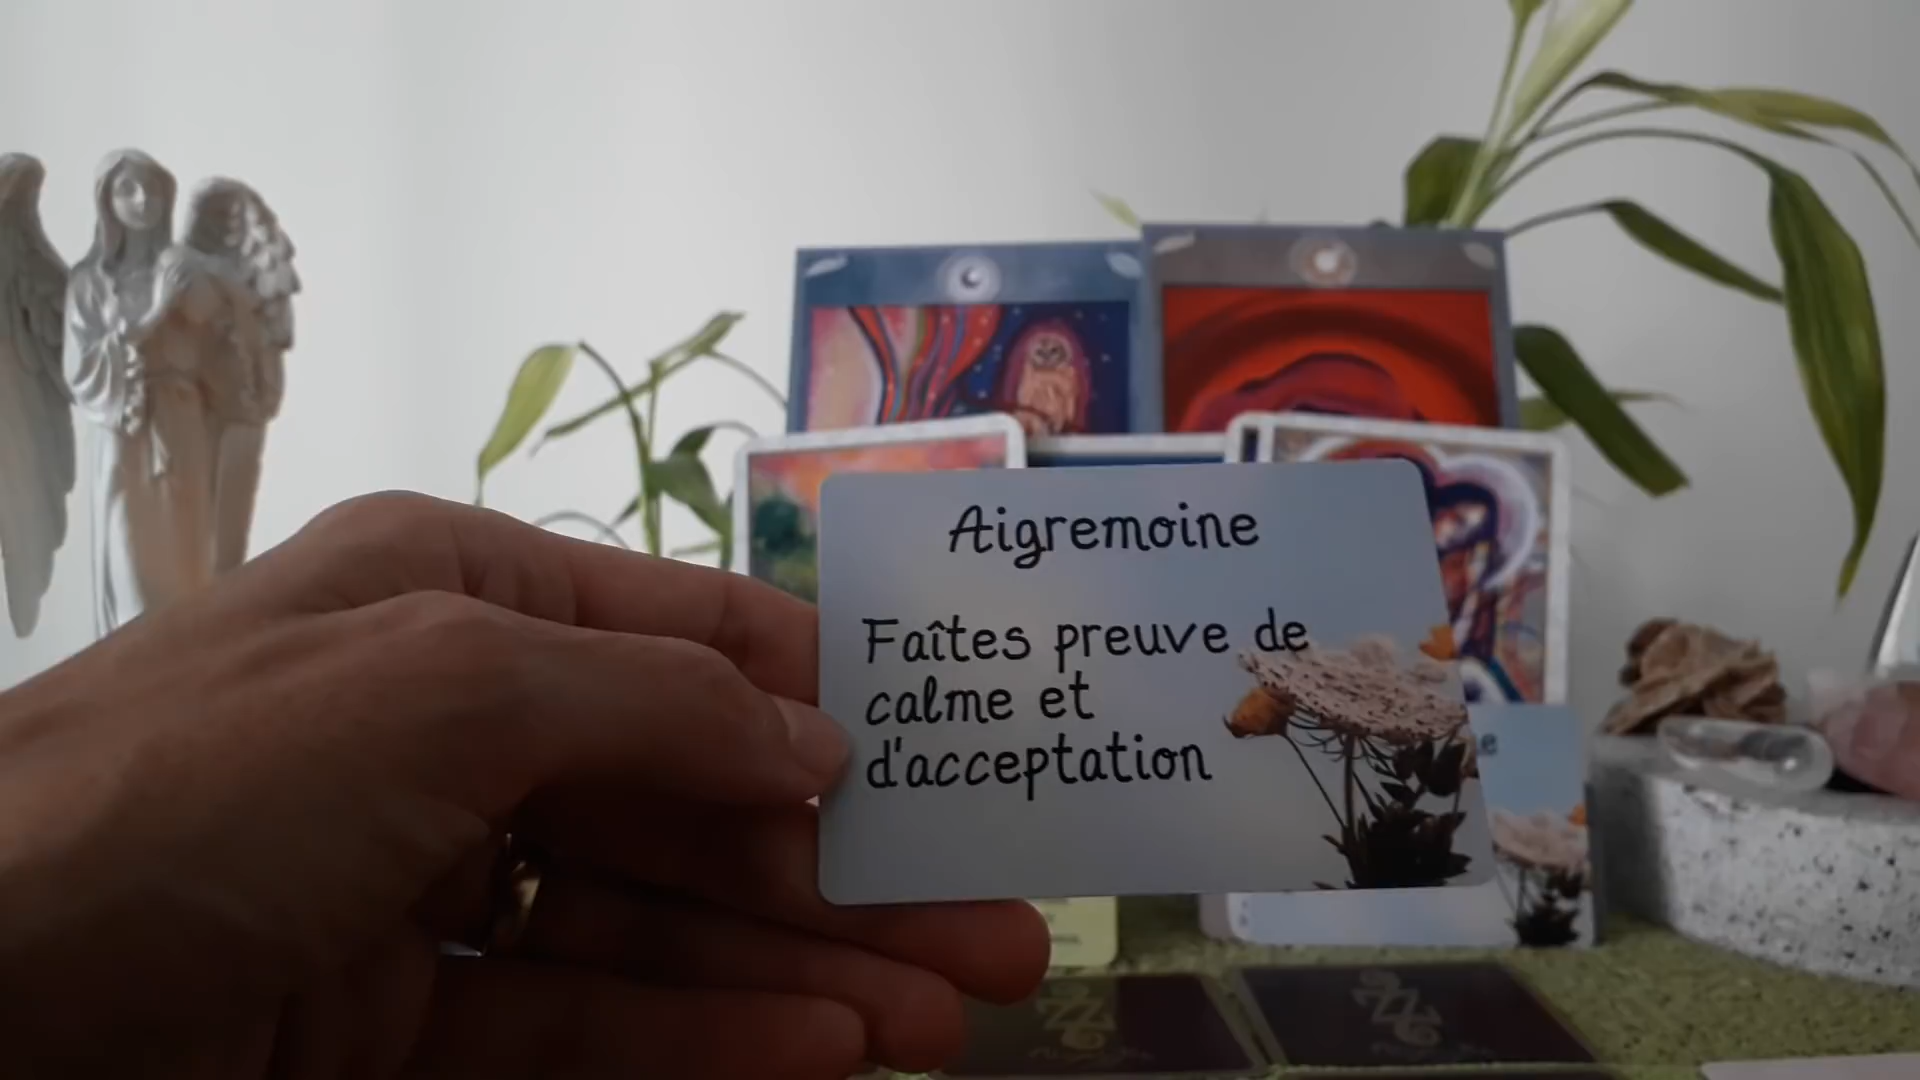 Aigremoine
Faîtes preuve de
calme et
d'acceptation